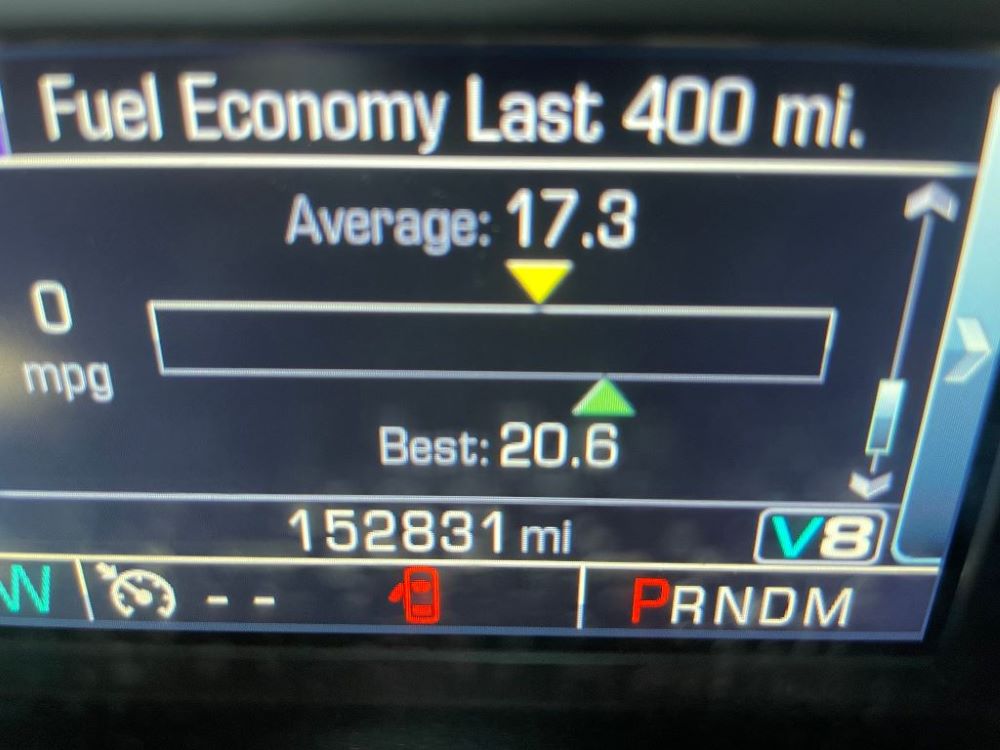 Fuel Economy Last 400 mi.
Average: 17.3
0
mpg
Best: 20.6
152831 mi
V8
W
-- 
PRNDM